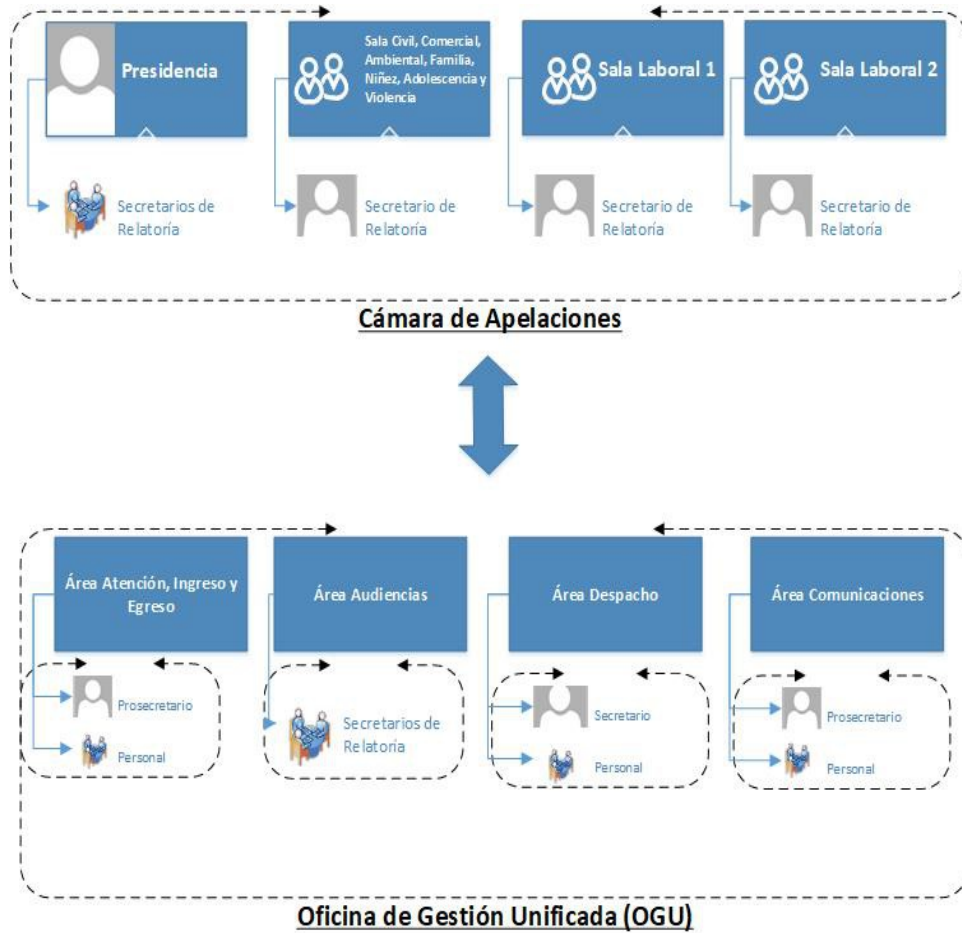 Presidencia
Sala Civil, Comercial,
Ambiental, Familia,
Niñez, Adolescencia y
Violencia
Sala Laboral 1
Sala Laboral 2
Secretarios de
Relatoría
Secretario de
Relatoría
Secretario de
Relatoría
Secretario de
Relatoría
Cámara de Apelaciones
Área Atención, Ingreso y
Egreso
Área Audiencias
Área Despacho
Área Comunicaciones
Prosecretario
Personal
Secretarios de
Relatoría
Secretario
Personal
Prosecretario
Personal
Oficina de Gestión Unificada (OGU)